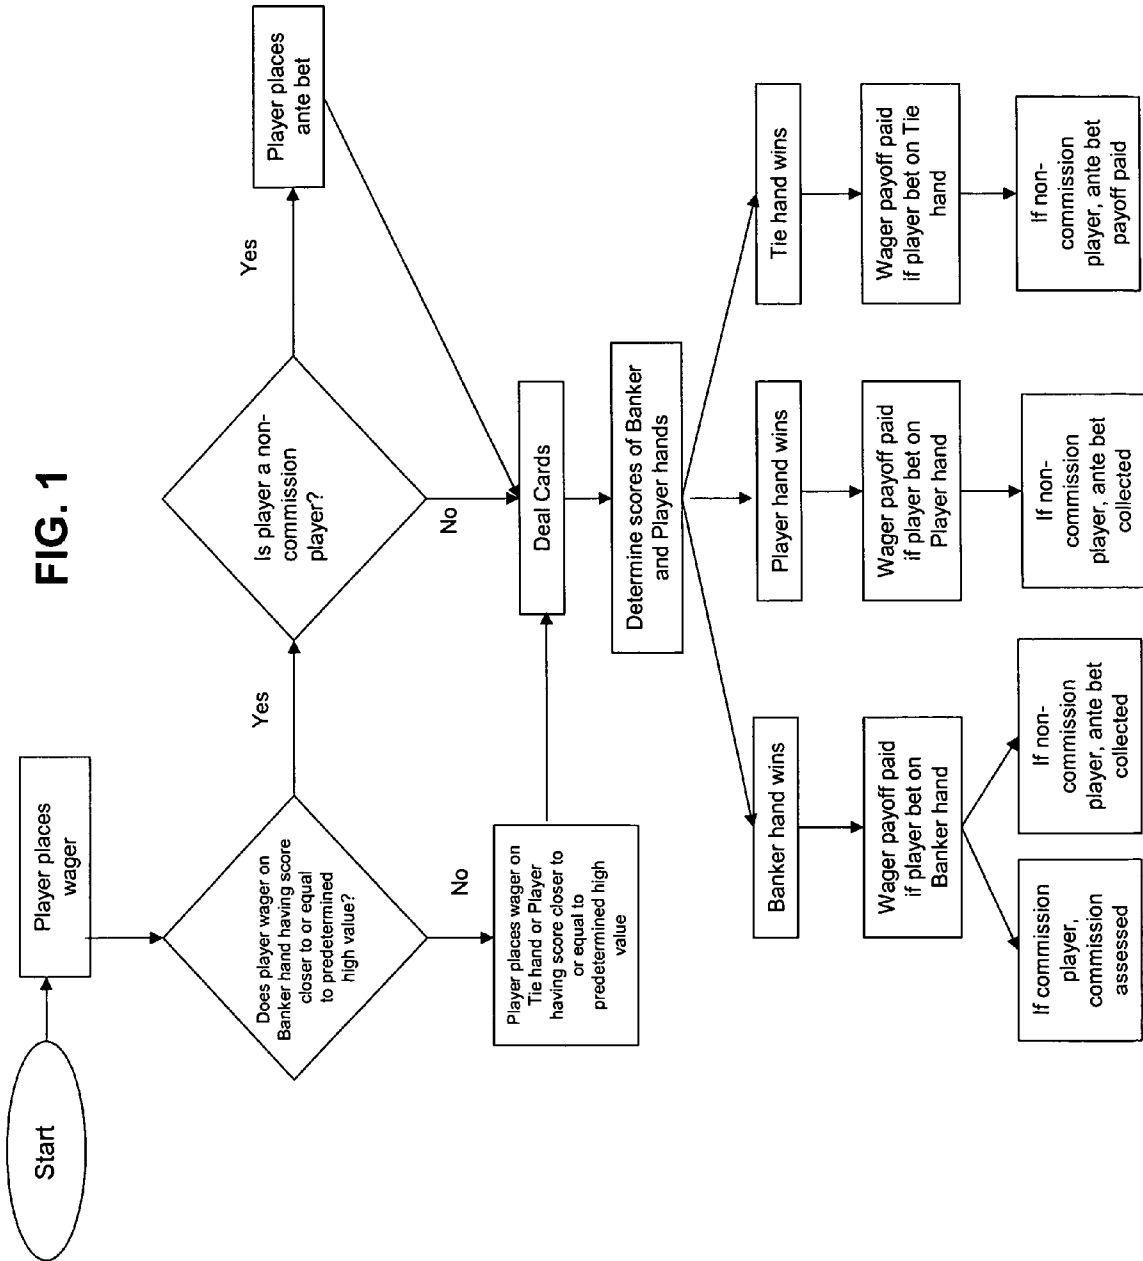 FIG. 1
Start
Player places
wager
Does player wager on
Banker hand having score
closer to or equal
to predetermined
high value?
Yes
Is player a non-
commission
player?
Yes
Player places
ante bet
No
Player places wager on
Tie hand or Player
having score closer to
or equal to
predetermined high
value
No
Deal Cards
Determine scores of Banker
and Player hands
Banker hand wins
Player hand wins
Tie hand wins
Wager payoff paid
if player bet on
Banker hand
Wager payoff paid
if player bet on
Player hand
Wager payoff paid
if player bet on Tie
hand
If commission
player,
commission
assessed
If non-
commission
player, ante bet
collected
If non-
commission
player, ante bet
collected
If non-
commission
player, ante bet
payoff paid